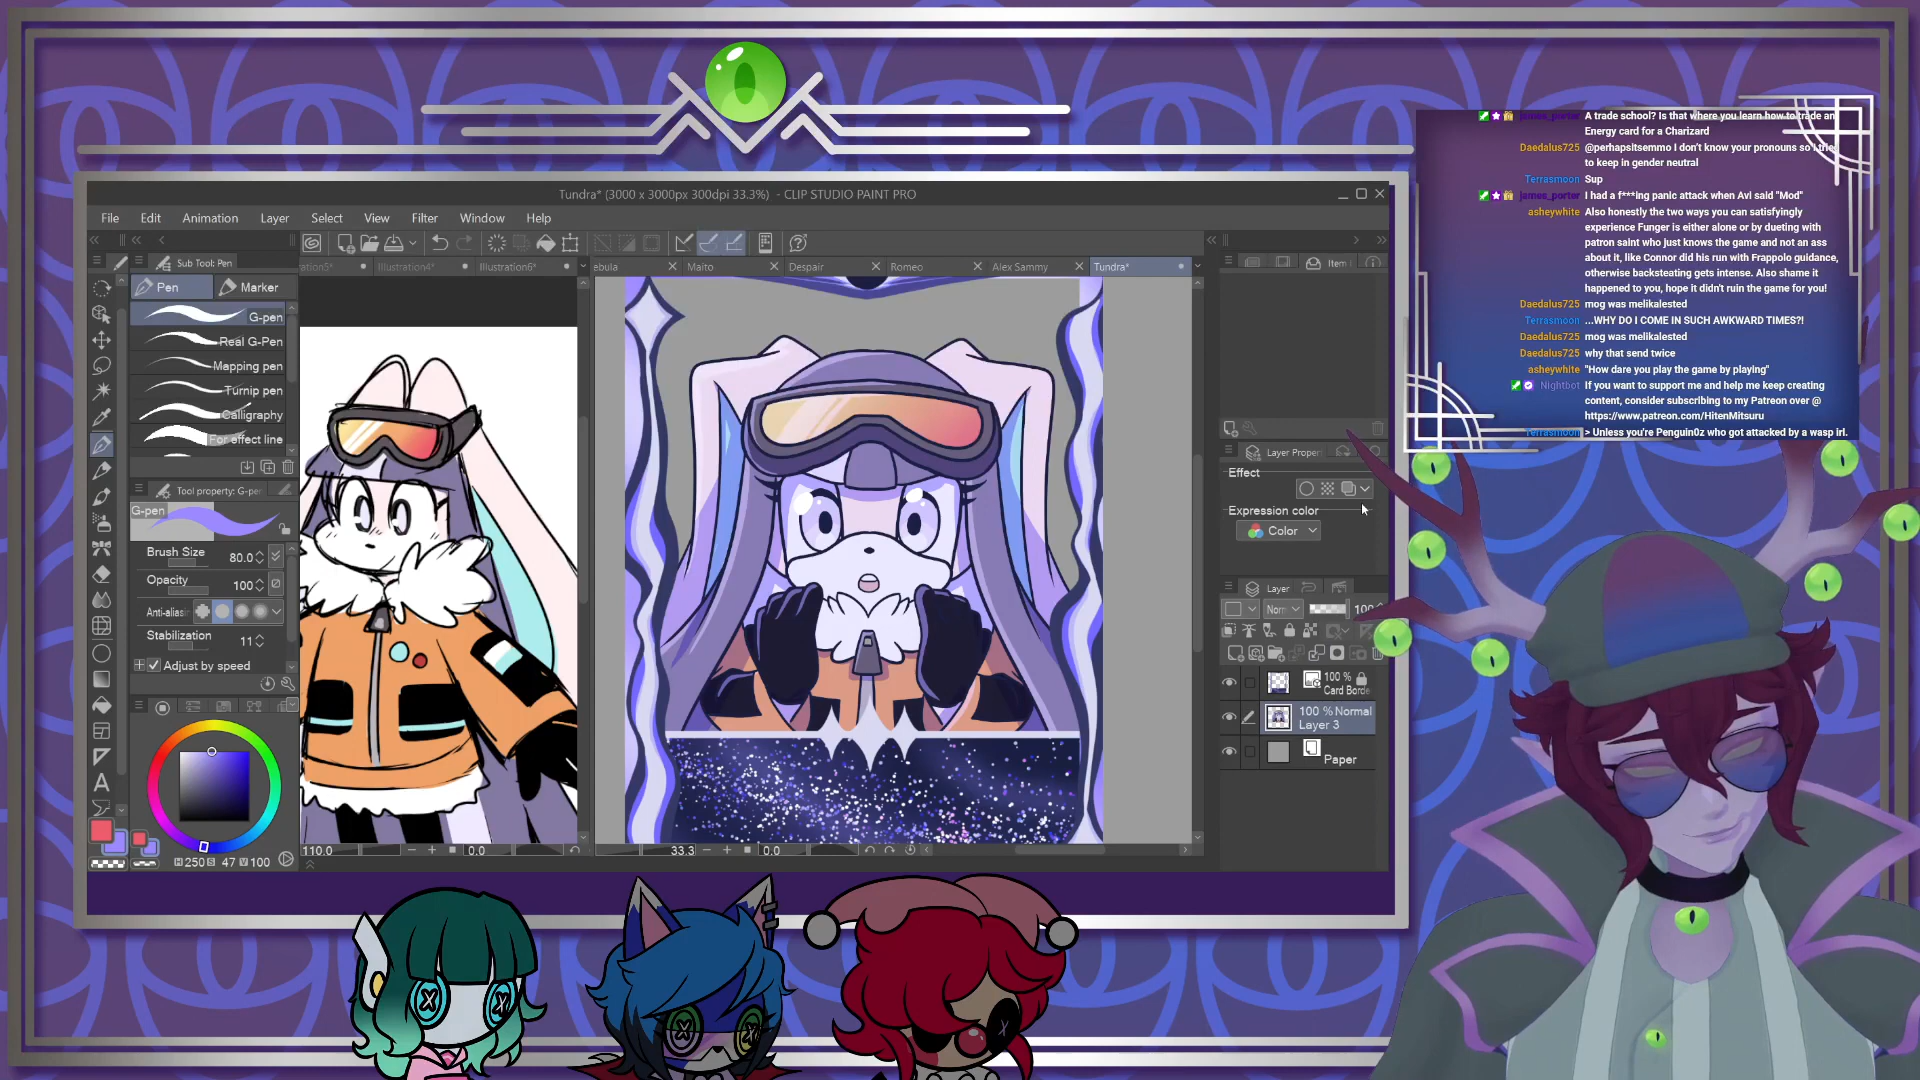 Tundra* (3000 x 3000px 300dpi 33.3%) - CLIP STUDIO PAINT PRO
File Edit Animation Layer Select View Filter Window Help
Sub Tool: Pen
Illustration4* Illustration6* ebula Maito Despair Romeo Alex Sammy Tundra*
Pen Marker
G-pen
Real G-Pen
Mapping pen
Turnip pen
Calligraphy
For effect line
Tool property: G-pen
G-pen
Brush Size 80.0
Opacity 100
Anti-aliasi
Stabilization 11
Adjust by speed
H 250 S 47 V 100
110.0 0.0
33.3 0.0
Item
Layer Proper
Effect
Expression color
Color
Layer
Norm 100
100 %
Card Borde
100 % Normal
Layer 3
Paper
james_porter A trade school? Is that where you learn how to trade an
Energy card for a Charizard
Daedalus725 @perhapsitsemmo I don't know your pronouns so I tried
to keep in gender neutral
Terrasmoon Sup
james_porter I had a f***ing panic attack when Avi said "Mod"
asheywhite Also honestly the two ways you can satisfyingly
experience Funger is either alone or by dueting with
patron saint who just knows the game and not an ass
about it, like Connor did his run with Frappolo guidance,
otherwise backseating gets intense. Also shame it
happened to you, hope it didn't ruin the game for you!
Daedalus725 mog was melikalested
Terrasmoon ...WHY DO I COME IN SUCH AWKWARD TIMES?!
Daedalus725 mog was melikalested
Daedalus725 why that send twice
asheywhite "How dare you play the game by playing"
Nightbot If you want to support me and help me keep creating
content, consider subscribing to my Patreon over @
https://www.patreon.com/HitenMitsuru
Terrasmoon > Unless you're Penguin0z who got attacked by a wasp irl.